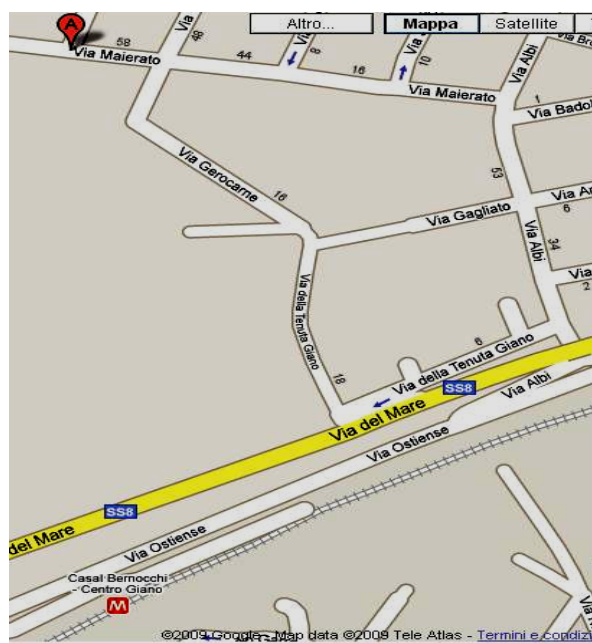 Altro...
Mappa
Satellite
A
58
Via Maierato
48
44
8
16
10
Via Maierato
Via Albi
1
Via Badol
53
Via Gerocarne
16
Via Gagliato
6
Via Albi
34
2
Via della Tenuta Giano
18
6
Via della Tenuta Giano
SS8
Via Albi
Via del Mare
Via Ostiense
SS8
del Mare
Via Ostiense
Casal Bernocchi
- Centro Giano
M
©2009 Google - Map data ©2009 Tele Atlas - Termini e condiz